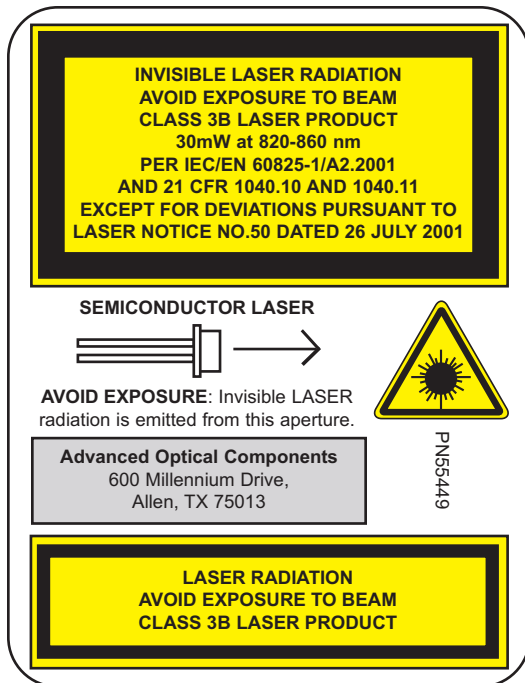 INVISIBLE LASER RADIATION
AVOID EXPOSURE TO BEAM
CLASS 3B LASER PRODUCT
30mW at 820-860 nm
PER IEC/EN 60825-1/A2.2001
AND 21 CFR 1040.10 AND 1040.11
EXCEPT FOR DEVIATIONS PURSUANT TO
LASER NOTICE NO.50 DATED 26 JULY 2001
SEMICONDUCTOR LASER
AVOID EXPOSURE: Invisible LASER
radiation is emitted from this aperture.
PN55449
Advanced Optical Components
600 Millennium Drive,
Allen, TX 75013
LASER RADIATION
AVOID EXPOSURE TO BEAM
CLASS 3B LASER PRODUCT